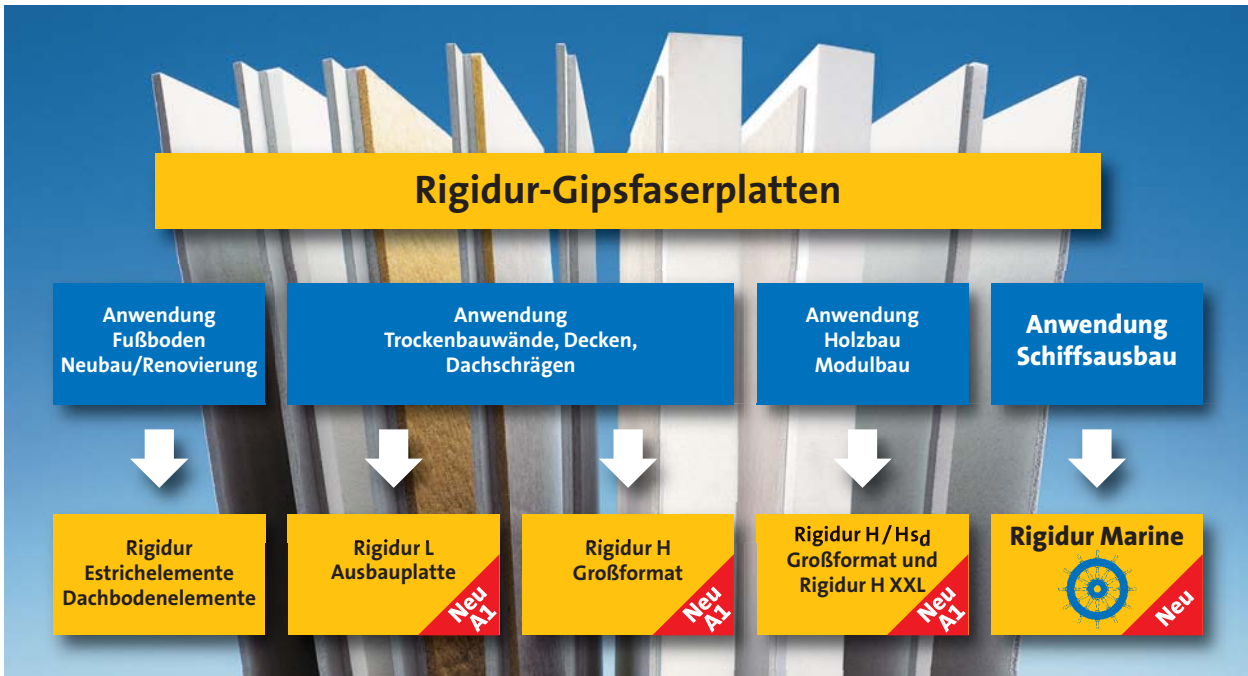 Rigidur-Gipsfaserplatten
Anwendung
Fußboden
Neubau/Renovierung
Anwendung
Trockenbauwände, Decken,
Dachschrägen
Anwendung
Holzbau
Modulbau
Anwendung
Schiffsausbau
Rigidur
Estrichelemente
Dachbodenelemente
Rigidur L
Ausbauplatte
Neu
A1
Rigidur H
Großformat
Neu
A1
Rigidur H/Hsd
Großformat und
Rigidur H XXL
Neu
A1
Rigidur Marine
Neu